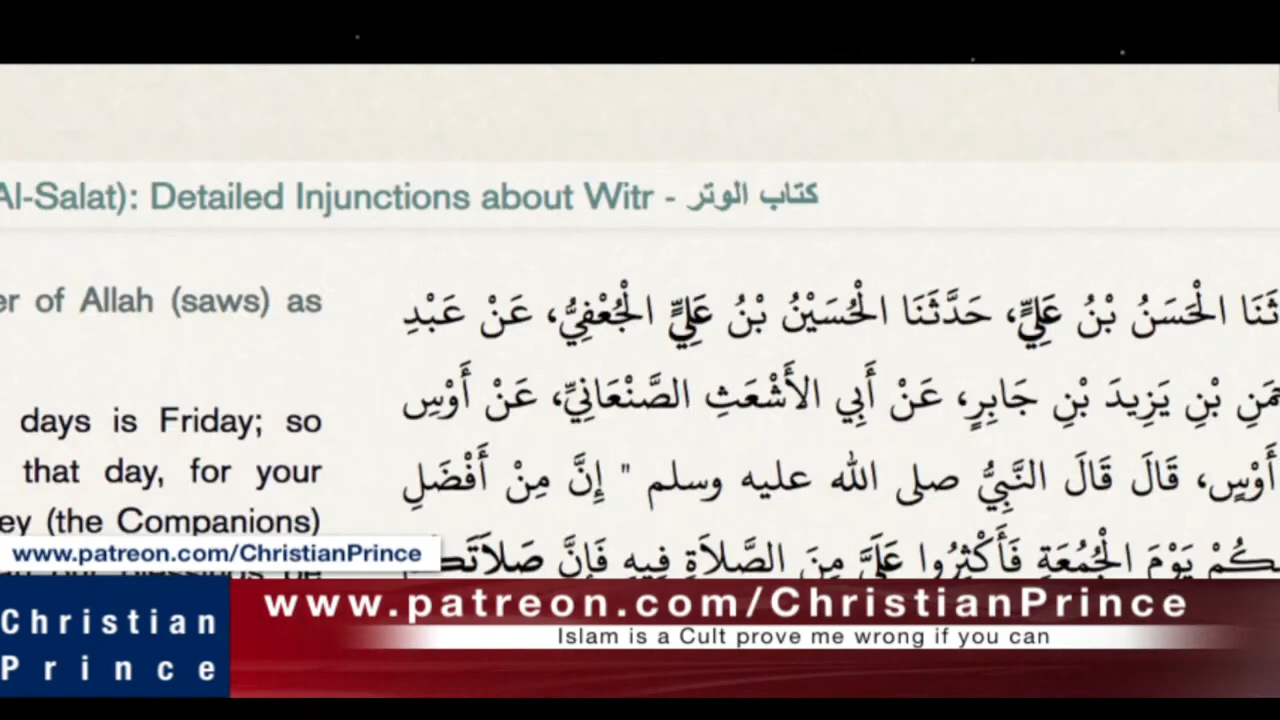 Al-Salat): Detailed Injunctions about Witr - كتاب الوتر
er of Allah (saws) as
days is Friday; so
that day, for your
ey (the Companions)
ثَنَا الْحَسَنُ بْنُ عَلِيٍّ، حَدَّثَنَا الْحُسَيْنُ بْنُ عَلِيٍّ الْجُعْفِيُّ، عَنْ عَبْدِ
مَنِ بْنِ يَزِيدَ بْنِ جَابِرٍ، عَنْ أَبِي الأَشْعَثِ الصَّنْعَانِيِّ، عَنْ أَوْسِ
أَوْسٍ، قَالَ قَالَ النَّبِيُّ صلى الله عليه وسلم " إِنَّ مِنْ أَفْضَلِ
كُمْ يَوْمَ الْجُمُعَةِ فَأَكْثِرُوا عَلَىَّ مِنَ الصَّلاَةِ فِيهِ فَإِنَّ
www.patreon.com/ChristianPrince
Christian
Prince
www.patreon.com/ChristianPrince
Islam is a Cult prove me wrong if you can